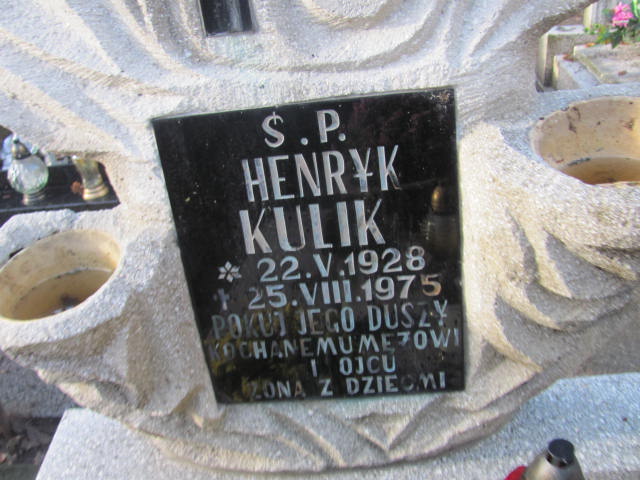 Ś.P.
HENRYK
KULIK
* 22.V.1928
† 25.VIII.1975
POKÓJ JEGO DUSZY
KOCHANEMU MĘŻOWI
I OJCU
ŻONA Z DZIEĆMI